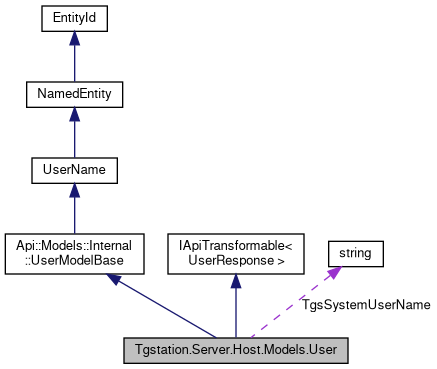 EntityId
NamedEntity
UserName
Api::Models::Internal
::UserModelBase
IApiTransformable<
UserResponse >
string
TgsSystemUserName
Tgstation.Server.Host.Models.User